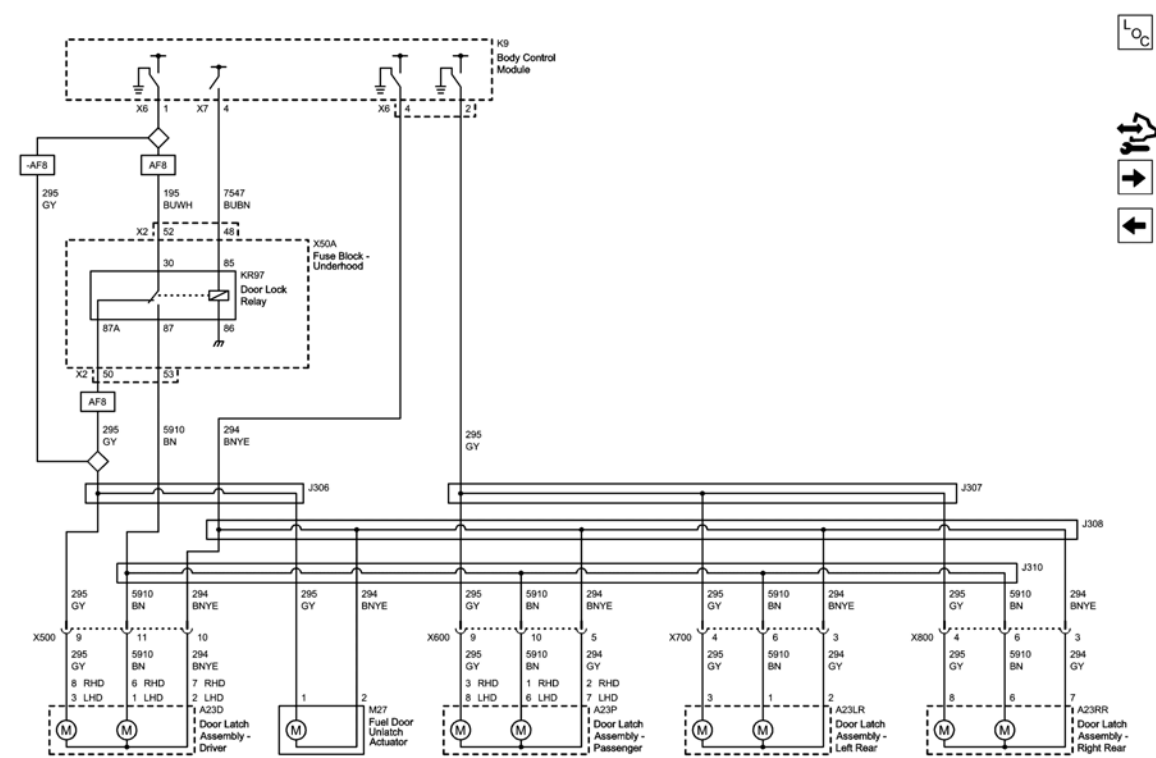 LOC
K9
Body Control
Module
X6 1 X7 4 X6 4 2
-AF8 AF8
295 195 7547
GY BUWH BUBN
X2 52 48
X50A
Fuse Block -
Underhood
30 85
KR97
Door Lock
Relay
87A 87 86
X2 50 53
AF8
295 5910 294
GY BN BNYE
295
GY
J306 J307
J308
J310
295 5910 294 295 294 295 5910 294 295 5910 294 295 5910 294
GY BN BNYE GY BNYE GY BN BNYE GY BN BNYE GY BN BNYE
X500 9 11 10 X600 9 10 5 X700 4 6 3 X800 4 6 3
295 5910 294 295 5910 294 295 5910 294 295 5910 294
GY BN BNYE GY BN GY GY BN GY GY BN GY
8 RHD 6 RHD 7 RHD 3 RHD 1 RHD 2 RHD
3 LHD 1 LHD 2 LHD 1 2 8 LHD 6 LHD 7 LHD 3 1 2 8 6 7
A23D
Door Latch
Assembly -
Driver
M27
Fuel Door
Unlatch
Actuator
A23P
Door Latch
Assembly -
Passenger
A23LR
Door Latch
Assembly -
Left Rear
A23RR
Door Latch
Assembly -
Right Rear
M M M M M M M M M